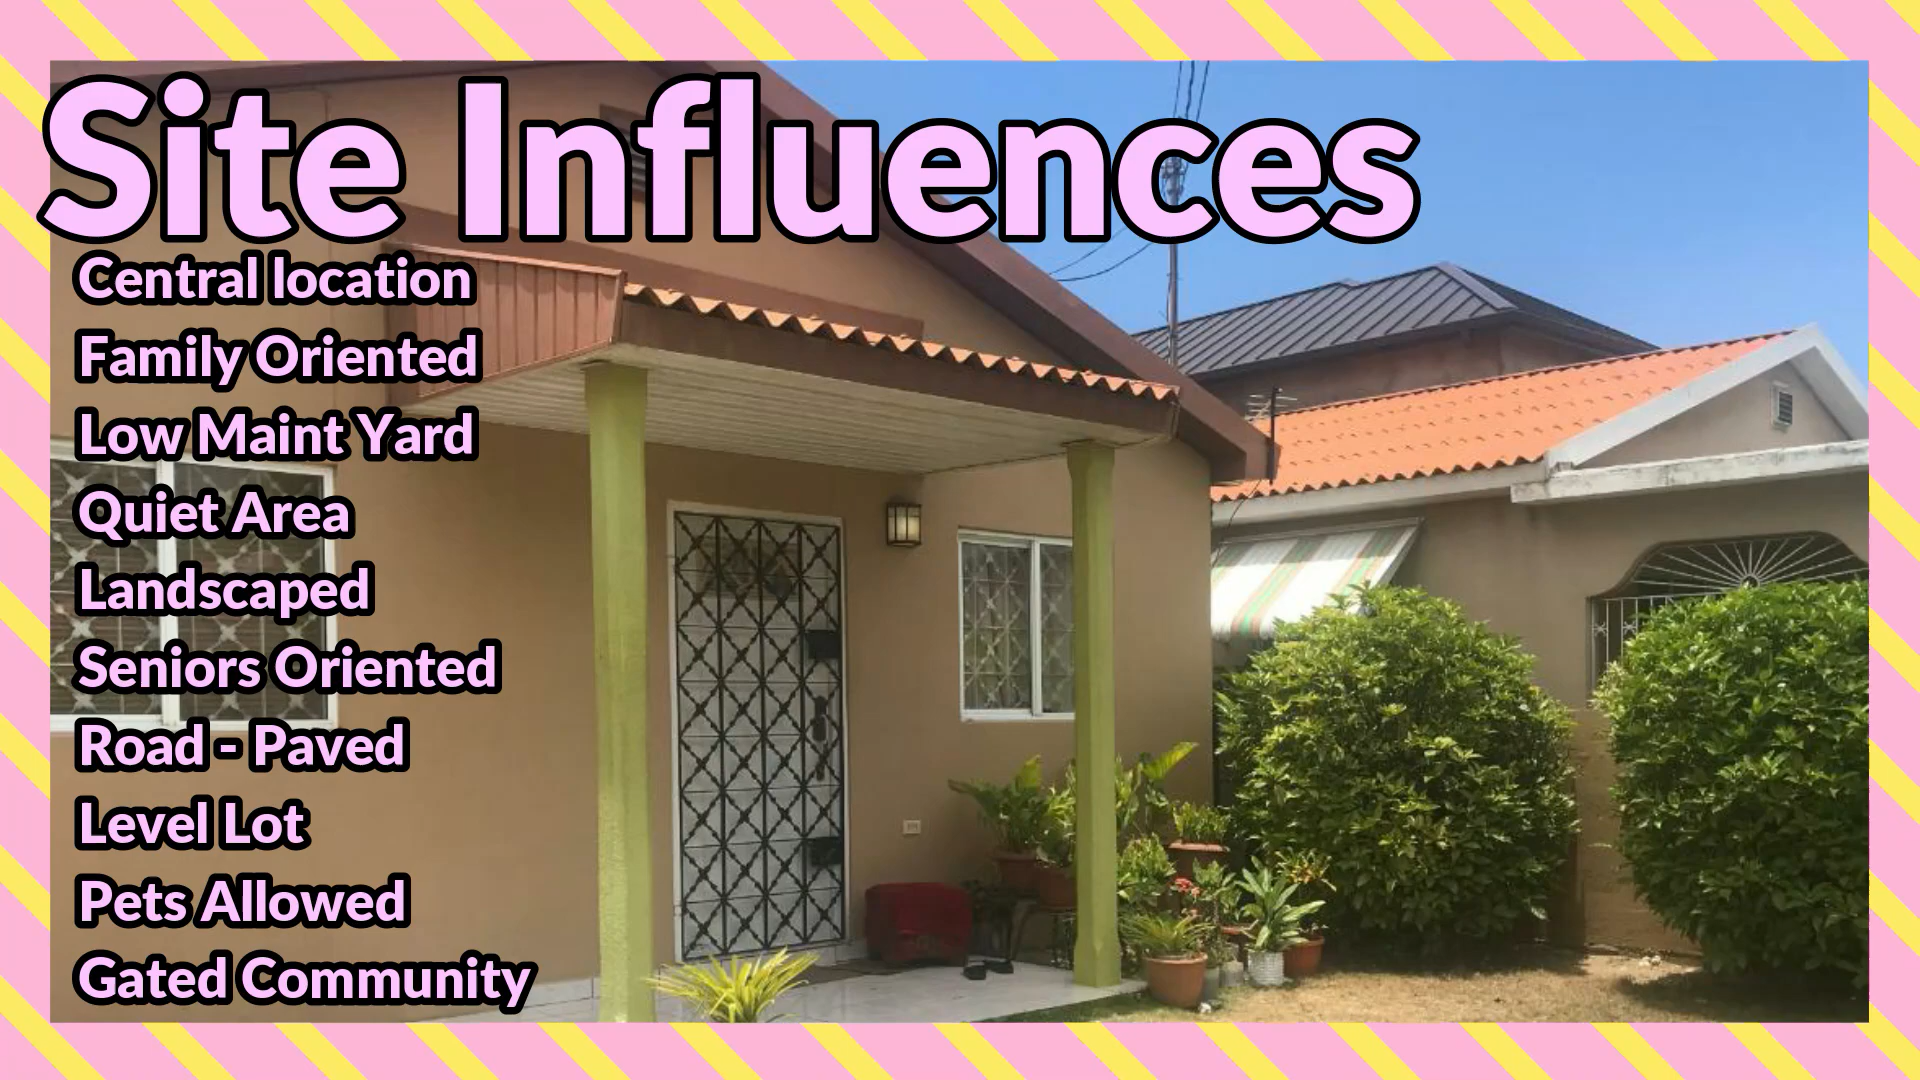 Site Influences
Central location
Family Oriented
Low Maint Yard
Quiet Area
Landscaped
Seniors Oriented
Road - Paved
Level Lot
Pets Allowed
Gated Community